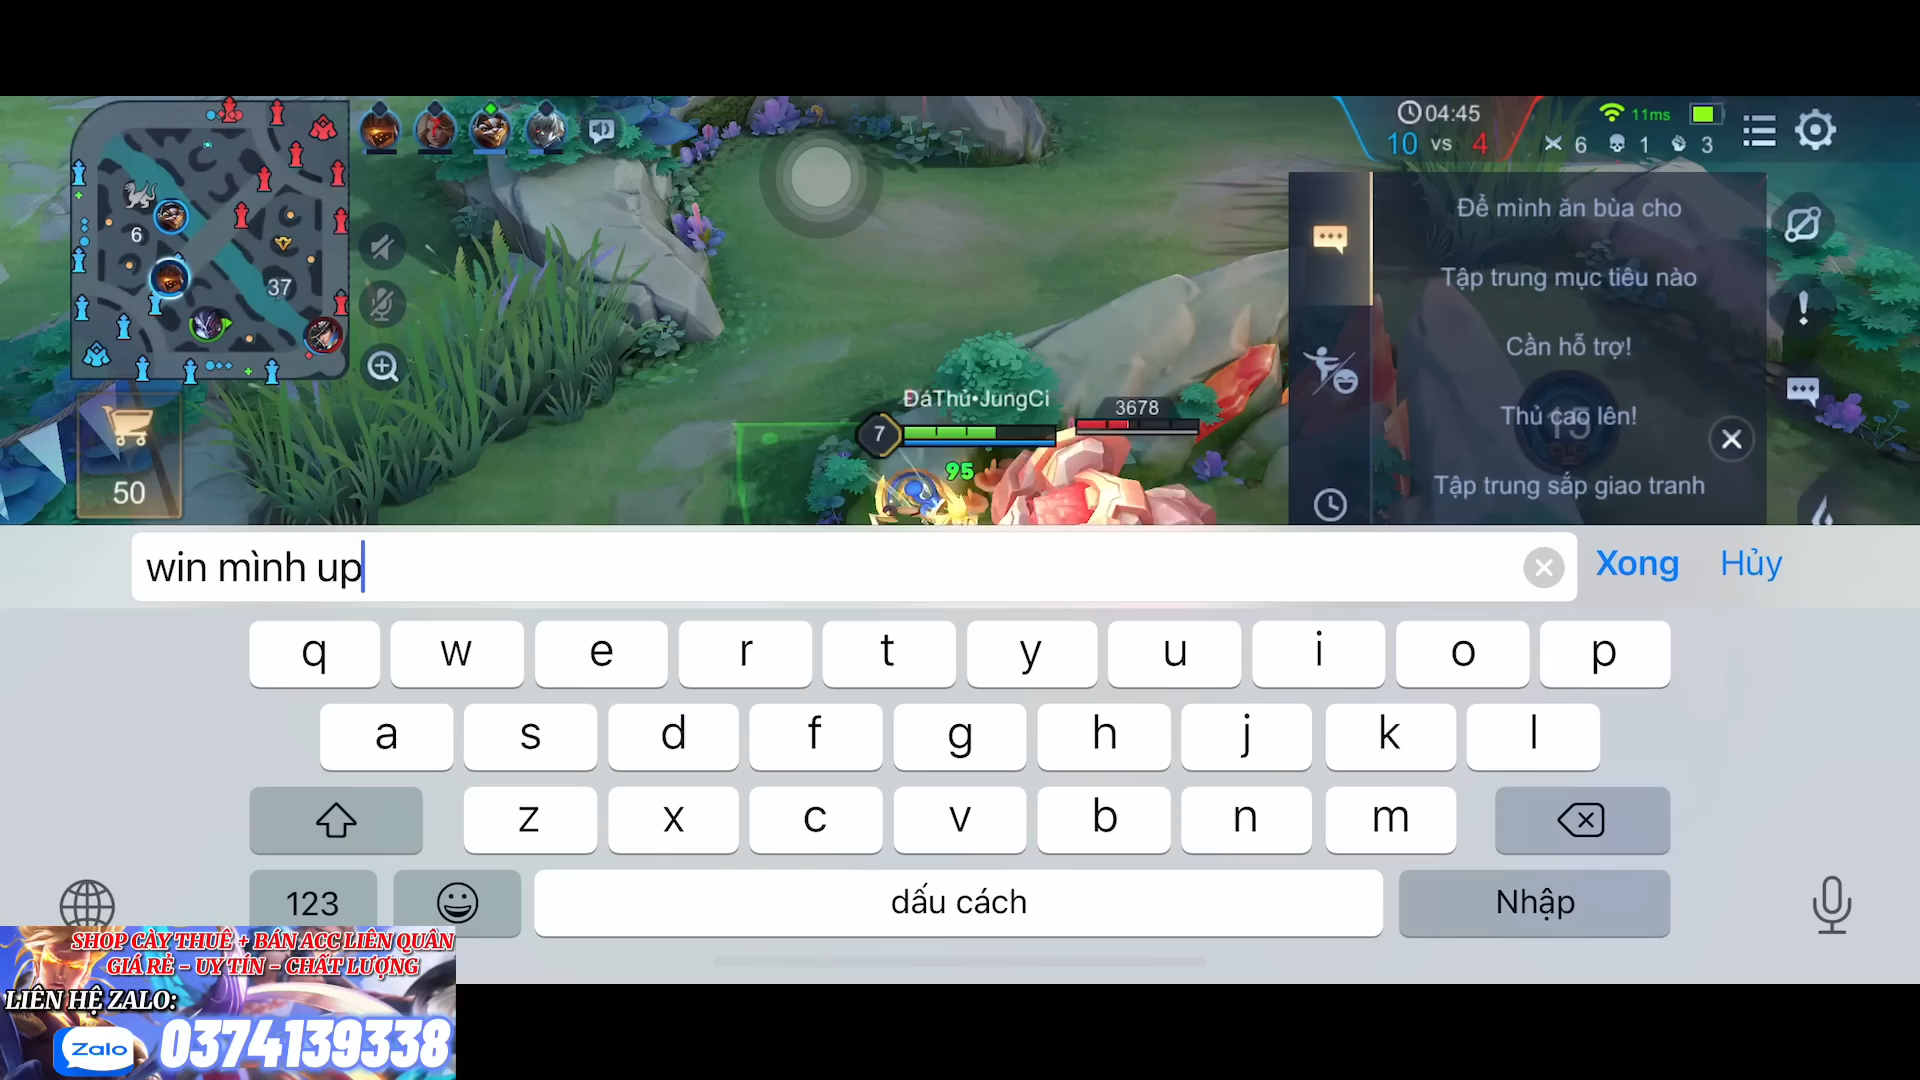 04:45
11ms
10 vs 4
6
1
3
6
37
Để mình ăn bùa cho
Tập trung mục tiêu nào
Cần hỗ trợ!
Thủ cao lên!
Tập trung sắp giao tranh
ĐáThủ•JungCi
3678
7
95
50
win mình up
Xong
Hủy
q w e r t y u i o p
a s d f g h j k l
z x c v b n m
123
dấu cách
Nhập
SHOP CÀY THUÊ + BÁN ACC LIÊN QUÂN
GIÁ RẺ - UY TÍN - CHẤT LƯỢNG
LIÊN HỆ ZALO:
Zalo
0374139338